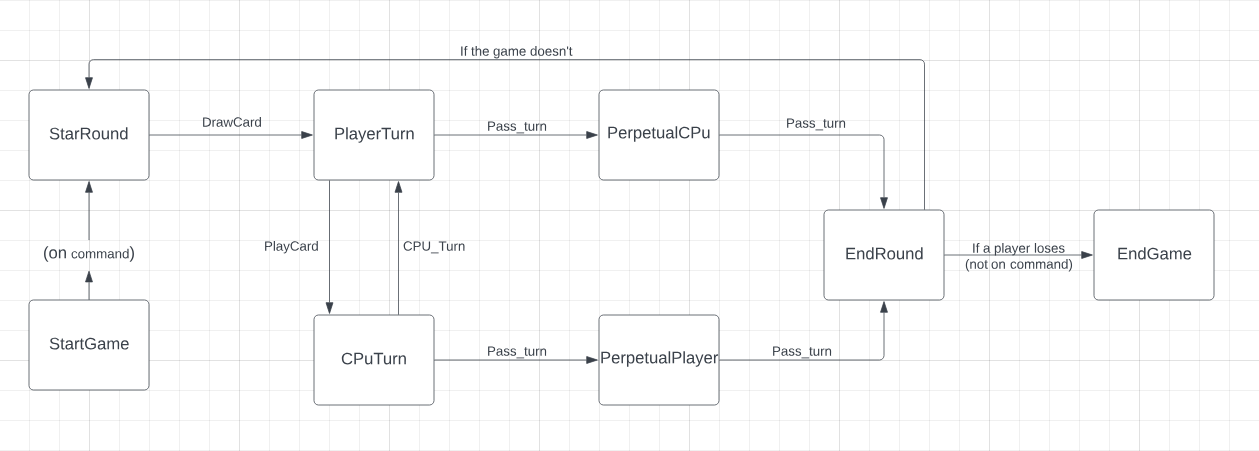 If the game doesn't
StarRound
DrawCard
PlayerTurn
Pass_turn
PerpetualCPu
Pass_turn
(on command)
PlayCard
CPU_Turn
EndRound
If a player loses
(not on command)
EndGame
StartGame
CPuTurn
Pass_turn
PerpetualPlayer
Pass_turn